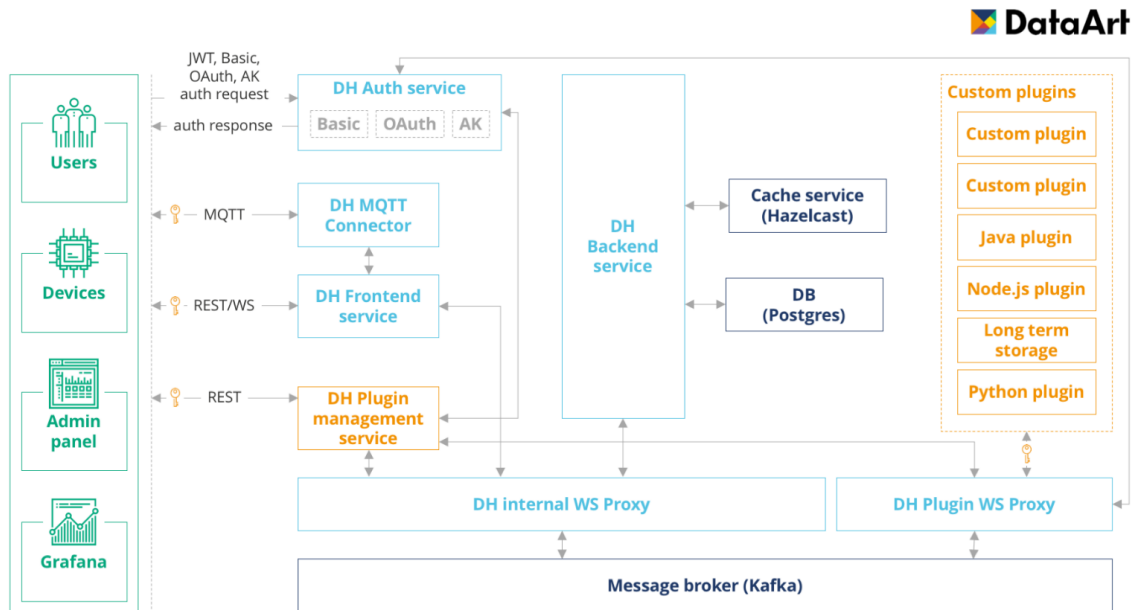 DataArt
JWT, Basic,
OAuth, AK
auth request
auth response
DH Auth service
Basic
OAuth
AK
Users
Devices
Admin
panel
Grafana
MQTT
DH MQTT
Connector
REST/WS
DH Frontend
service
REST
DH Plugin
management
service
DH
Backend
service
Cache service
(Hazelcast)
DB
(Postgres)
Custom plugins
Custom plugin
Custom plugin
Java plugin
Node.js plugin
Long term
storage
Python plugin
DH internal WS Proxy
DH Plugin WS Proxy
Message broker (Kafka)